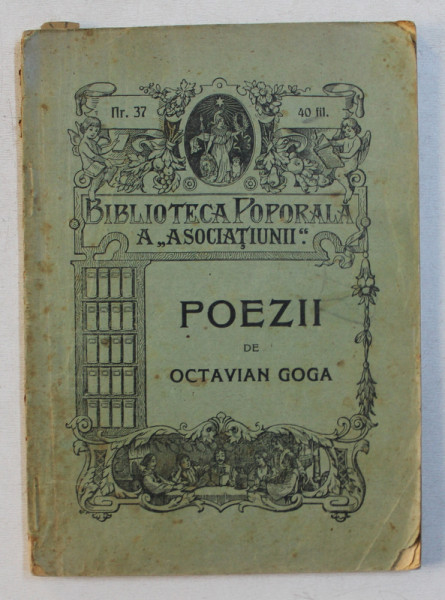 Nr. 37
40 fil.
BIBLIOTECA POPORALĂ
A „ASOCIAȚIUNII“.
POEZII
DE
OCTAVIAN GOGA